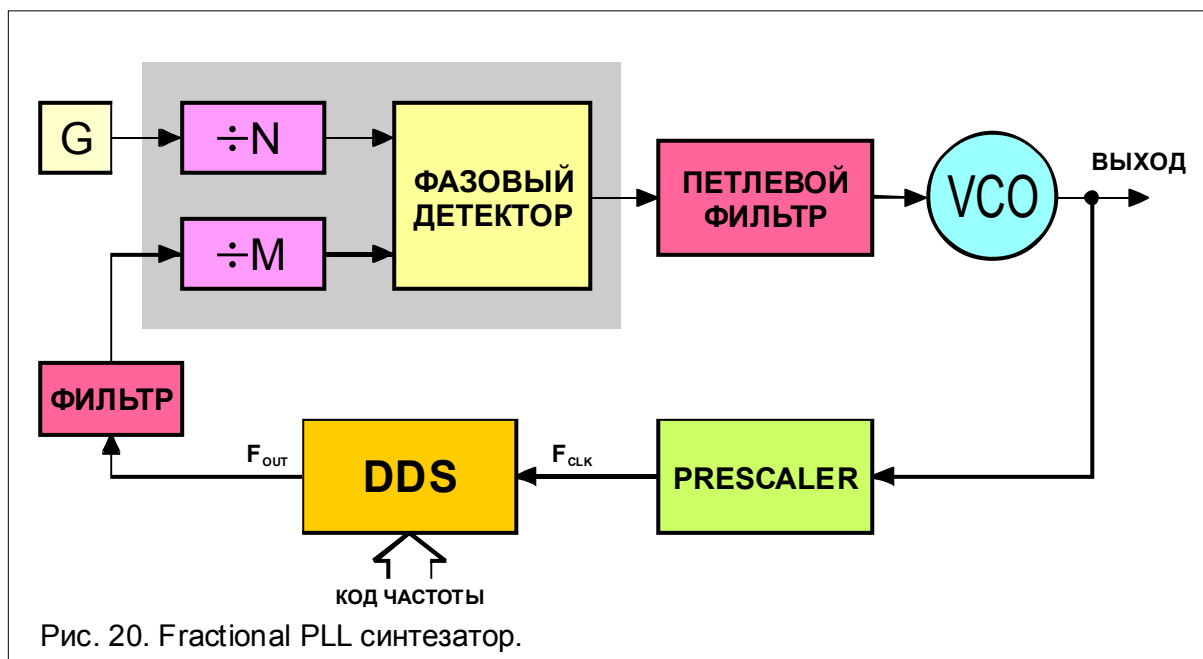 G
÷N
÷M
ФАЗОВЫЙ
ДЕТЕКТОР
ПЕТЛЕВОЙ
ФИЛЬТР
VCO
ВЫХОД
ФИЛЬТР
FOUT
DDS
FCLK
PRESCALER
КОД ЧАСТОТЫ
Рис. 20. Fractional PLL синтезатор.